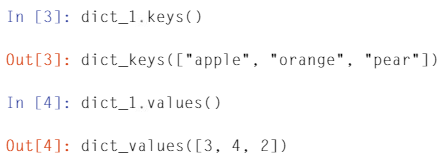 In [3]: dict_1.keys()
Out[3]: dict_keys(["apple", "orange", "pear"])
In [4]: dict_1.values()
Out[4]: dict_values([3, 4, 2])